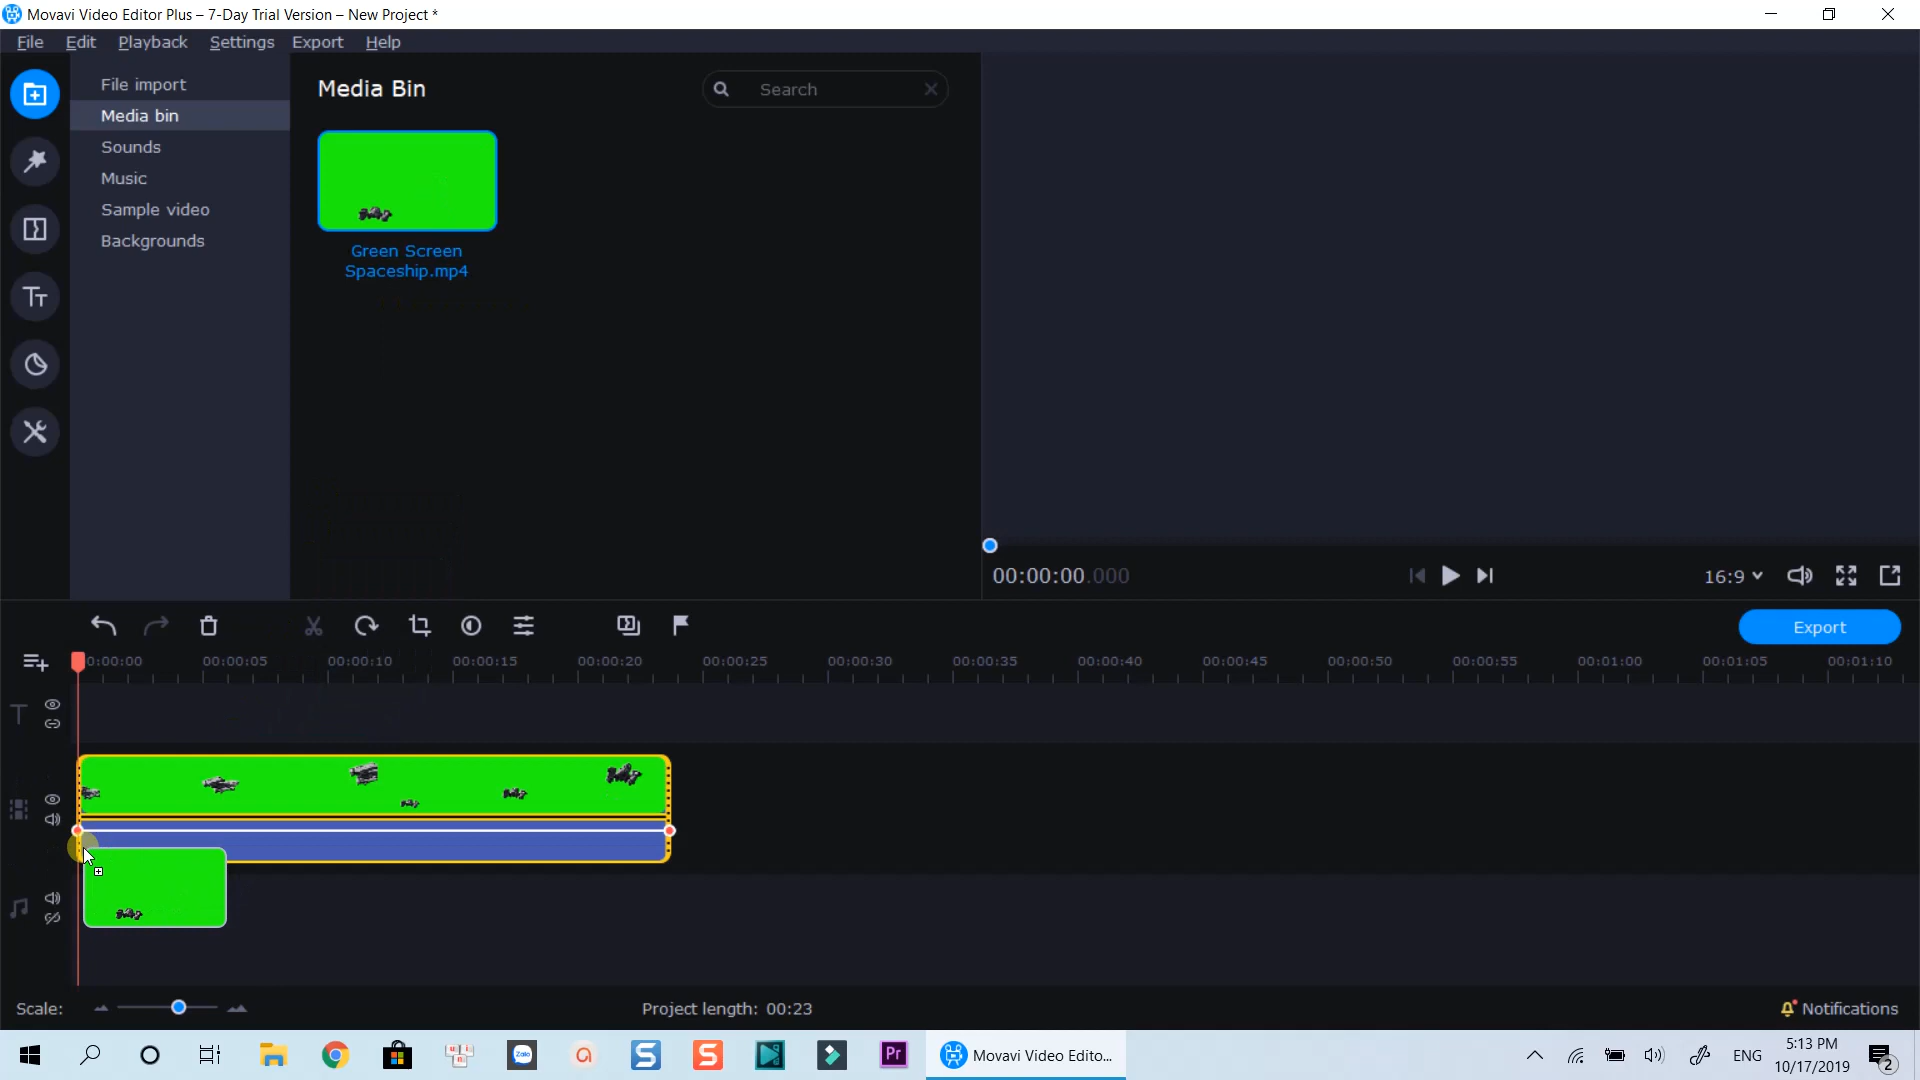 Movavi Video Editor Plus – 7-Day Trial Version – New Project *
File Edit Playback Settings Export Help
File import
Media bin
Sounds
Music
Sample video
Backgrounds
Media Bin
Search
Green Screen
Spaceship.mp4
00:00:00.000
16:9
Export
0:00:00 00:00:05 00:00:10 00:00:15 00:00:20 00:00:25 00:00:30 00:00:35 00:00:40 00:00:45 00:00:50 00:00:55 00:01:00 00:01:05 00:01:10
Scale:
Project length: 00:23
Notifications
Zalo
S
S
Pr
Movavi Video Edito...
ENG
5:13 PM
10/17/2019
2